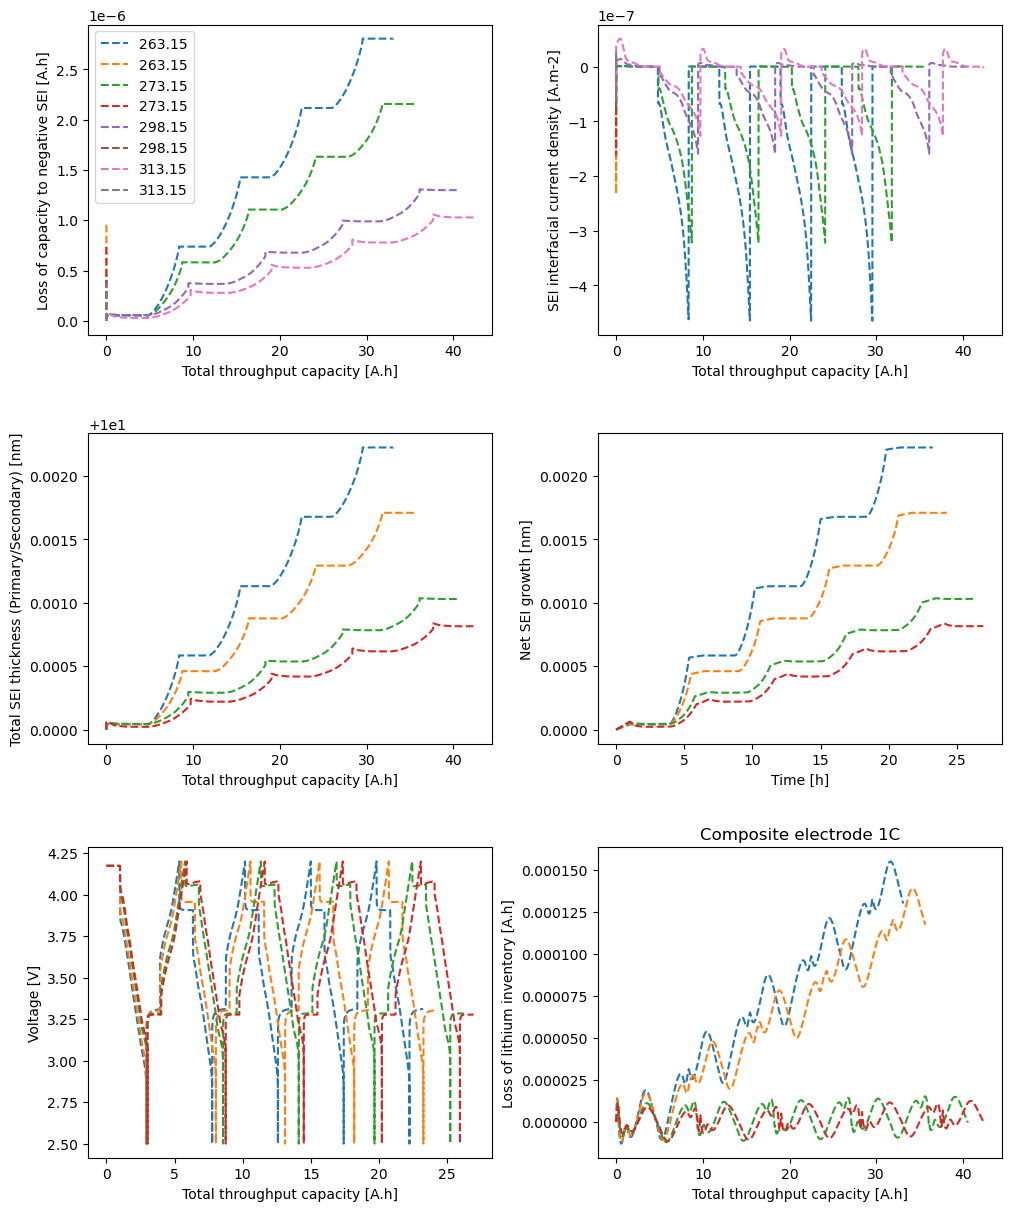 1e−6
Loss of capacity to negative SEI [A.h]
2.5
2.0
1.5
1.0
0.5
0.0
263.15
263.15
273.15
273.15
298.15
298.15
313.15
313.15
0 10 20 30 40
Total throughput capacity [A.h]
1e−7
SEI interfacial current density [A.m-2]
0
−1
−2
−3
−4
0 10 20 30 40
Total throughput capacity [A.h]
+1e1
Total SEI thickness (Primary/Secondary) [nm]
0.0020
0.0015
0.0010
0.0005
0.0000
0 10 20 30 40
Total throughput capacity [A.h]
Net SEI growth [nm]
0.0020
0.0015
0.0010
0.0005
0.0000
0 5 10 15 20 25
Time [h]
Voltage [V]
4.25
4.00
3.75
3.50
3.25
3.00
2.75
2.50
0 5 10 15 20 25
Total throughput capacity [A.h]
Composite electrode 1C
Loss of lithium inventory [A.h]
0.000150
0.000125
0.000100
0.000075
0.000050
0.000025
0.000000
0 10 20 30 40
Total throughput capacity [A.h]